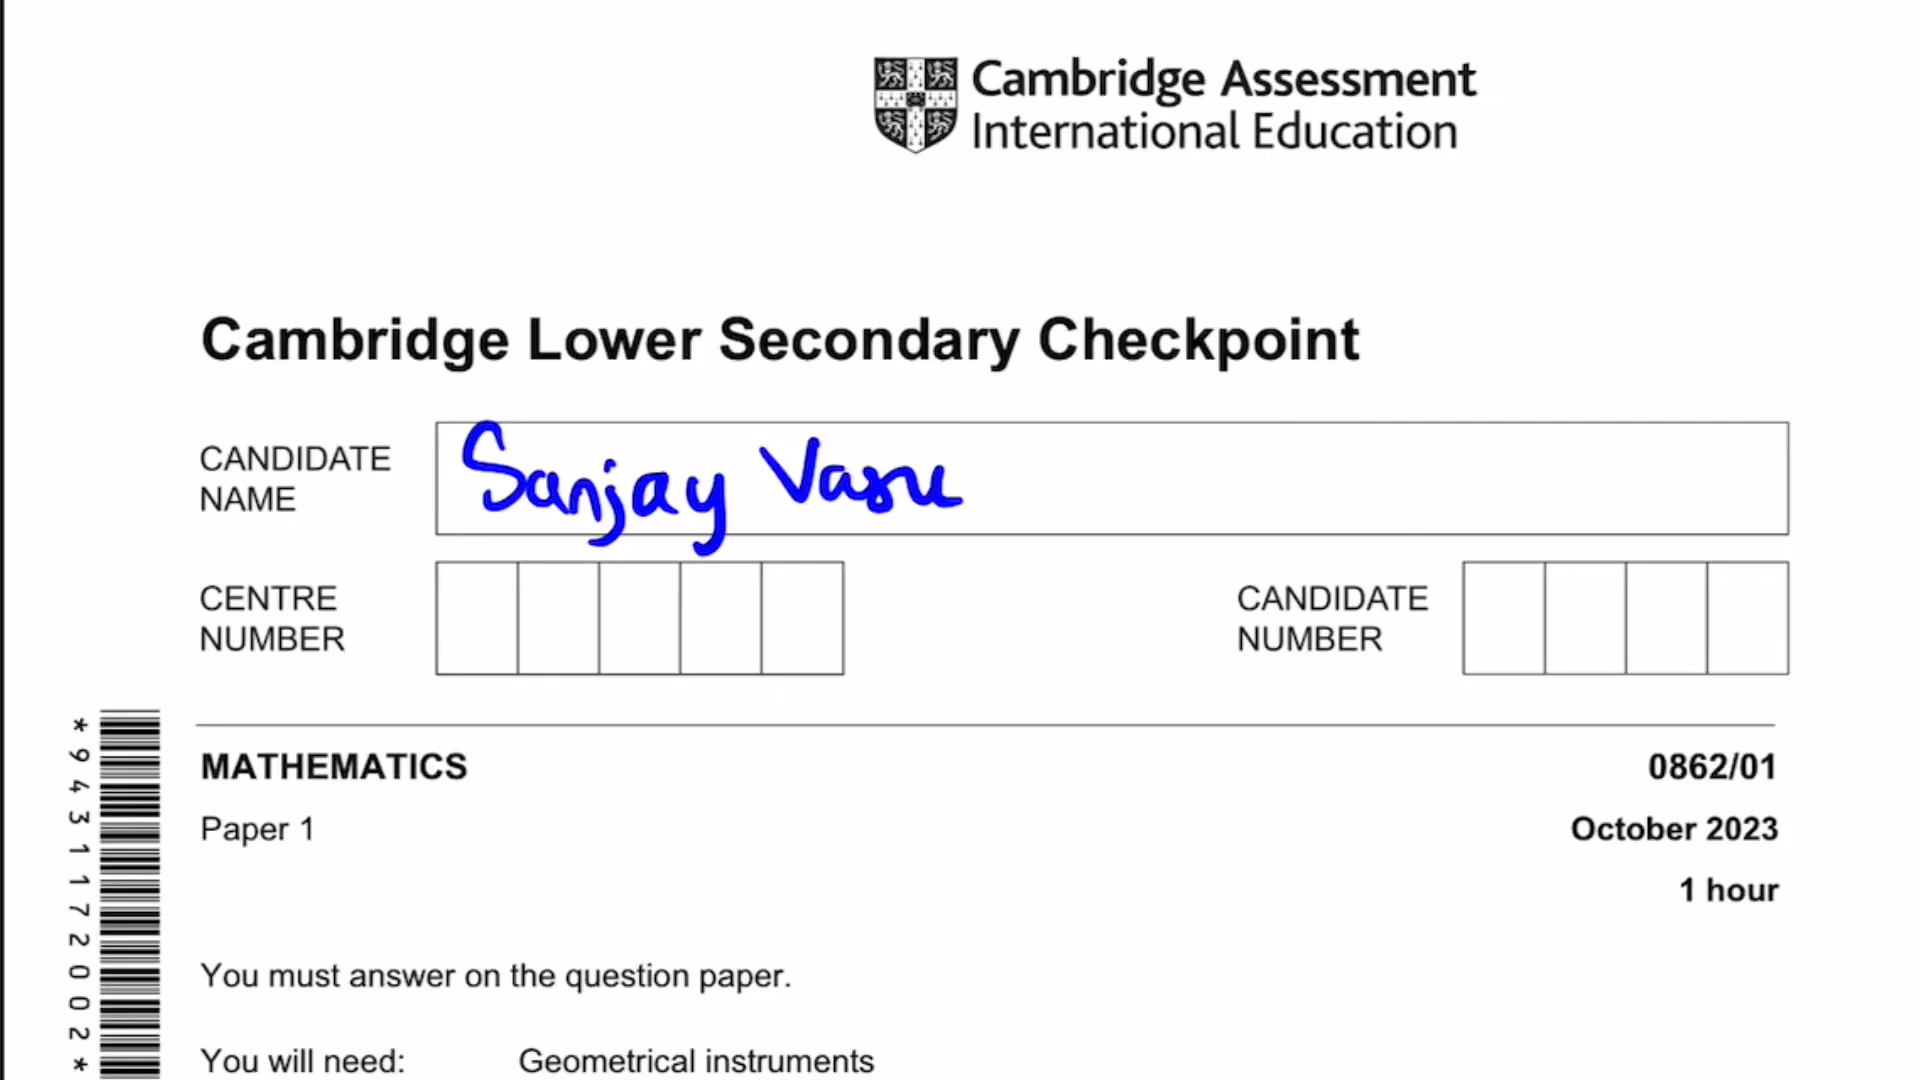 Cambridge Assessment
International Education
Cambridge Lower Secondary Checkpoint
CANDIDATE
NAME
Sanjay Vasu
CENTRE
NUMBER
CANDIDATE
NUMBER
MATHEMATICS
0862/01
Paper 1
October 2023
1 hour
You must answer on the question paper.
You will need: Geometrical instruments
*9431172002*